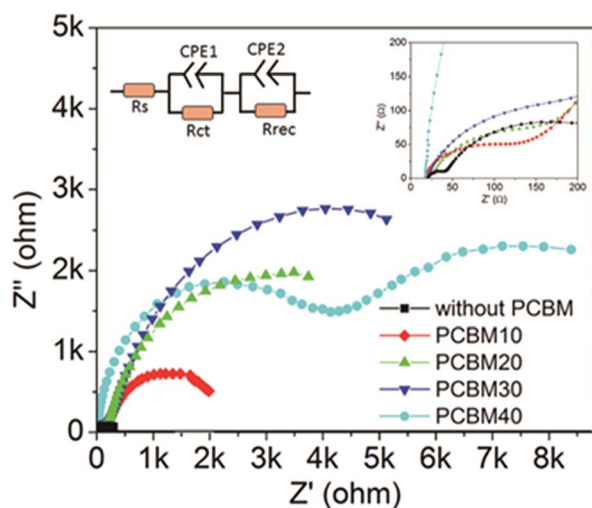 5k
4k
3k
2k
1k
0
Z'' (ohm)
0 1k 2k 3k 4k 5k 6k 7k 8k
Z' (ohm)
CPE1
CPE2
Rs
Rct
Rrec
200
150
100
50
0
Z'' (Ω)
0 50 100 150 200
Z' (Ω)
without PCBM
PCBM10
PCBM20
PCBM30
PCBM40